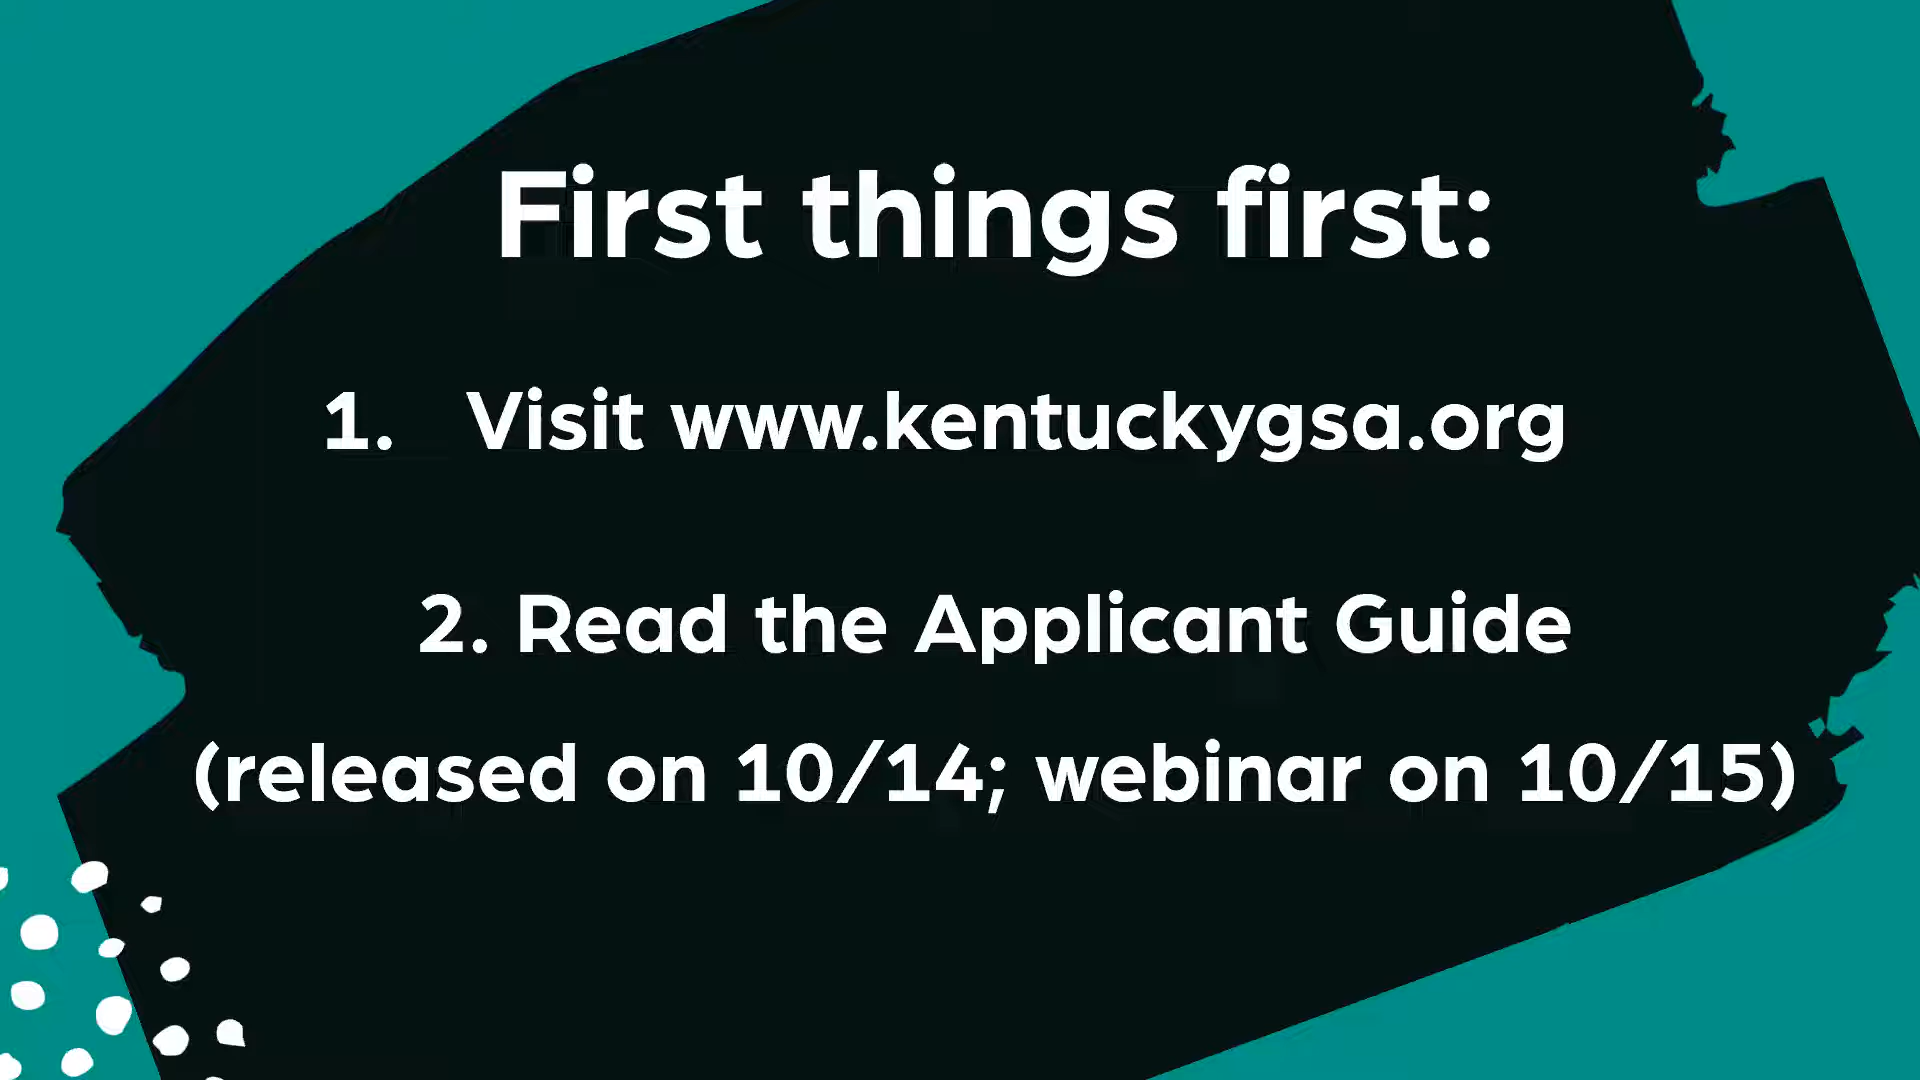 First things first:
1. Visit www.kentuckygsa.org
2. Read the Applicant Guide
(released on 10/14; webinar on 10/15)